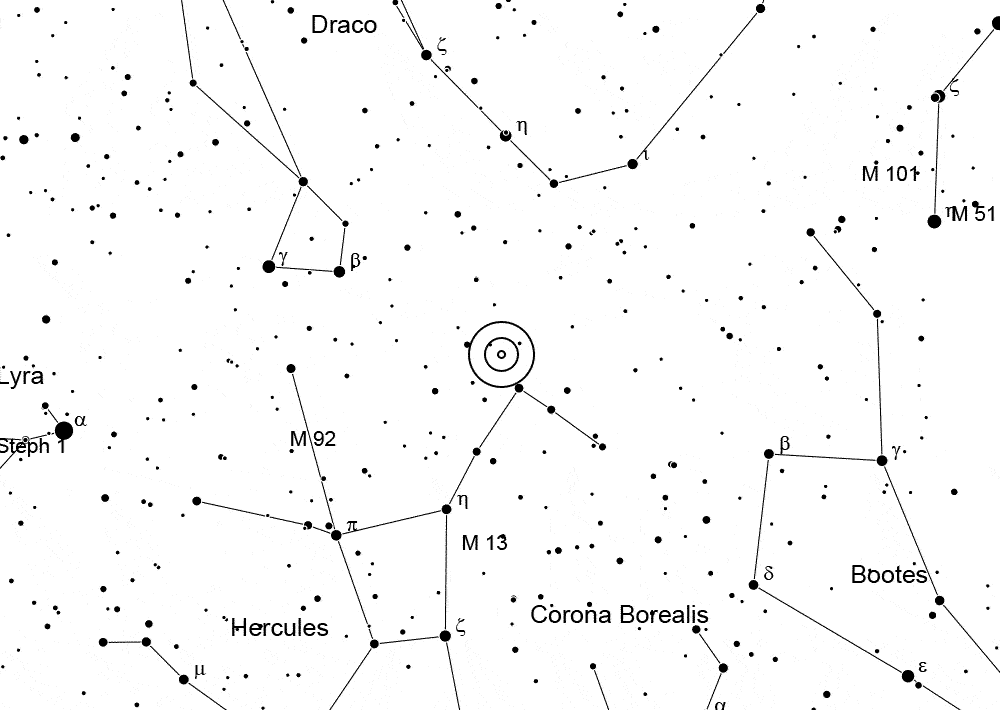 Draco
ζ
η
ι
ζ
M 101
η
M 51
γ
β
Lyra
α
Steph 1
M 92
β
γ
η
π
M 13
δ
Bootes
Corona Borealis
Hercules
ζ
μ
ε
α